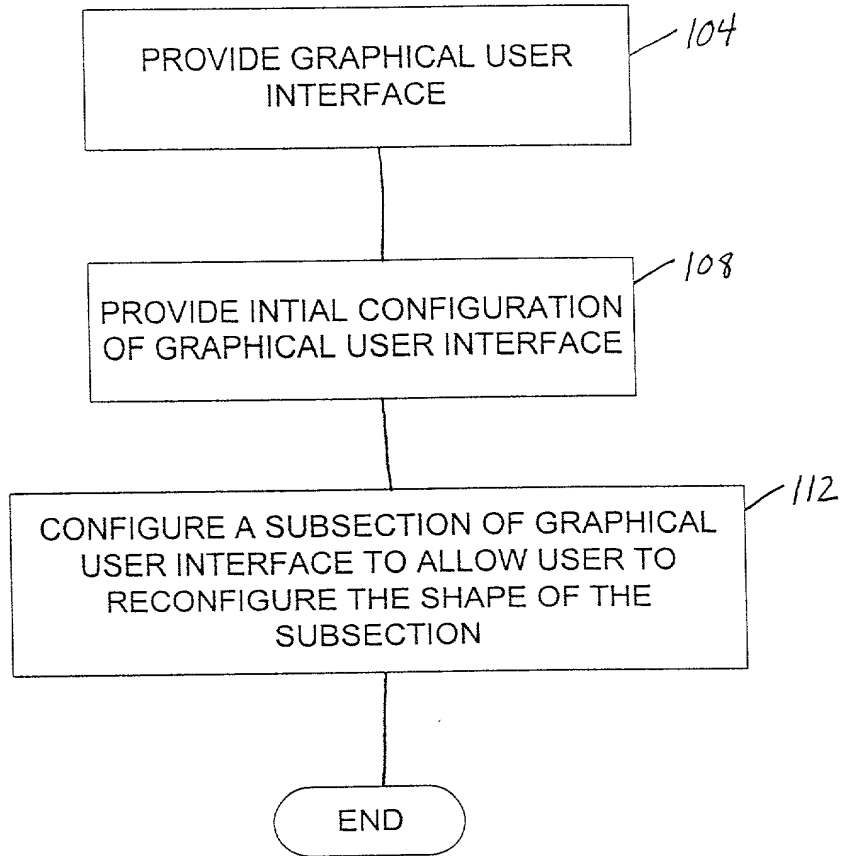 PROVIDE GRAPHICAL USER
INTERFACE
104
PROVIDE INTIAL CONFIGURATION
OF GRAPHICAL USER INTERFACE
108
CONFIGURE A SUBSECTION OF GRAPHICAL
USER INTERFACE TO ALLOW USER TO
RECONFIGURE THE SHAPE OF THE
SUBSECTION
112
END